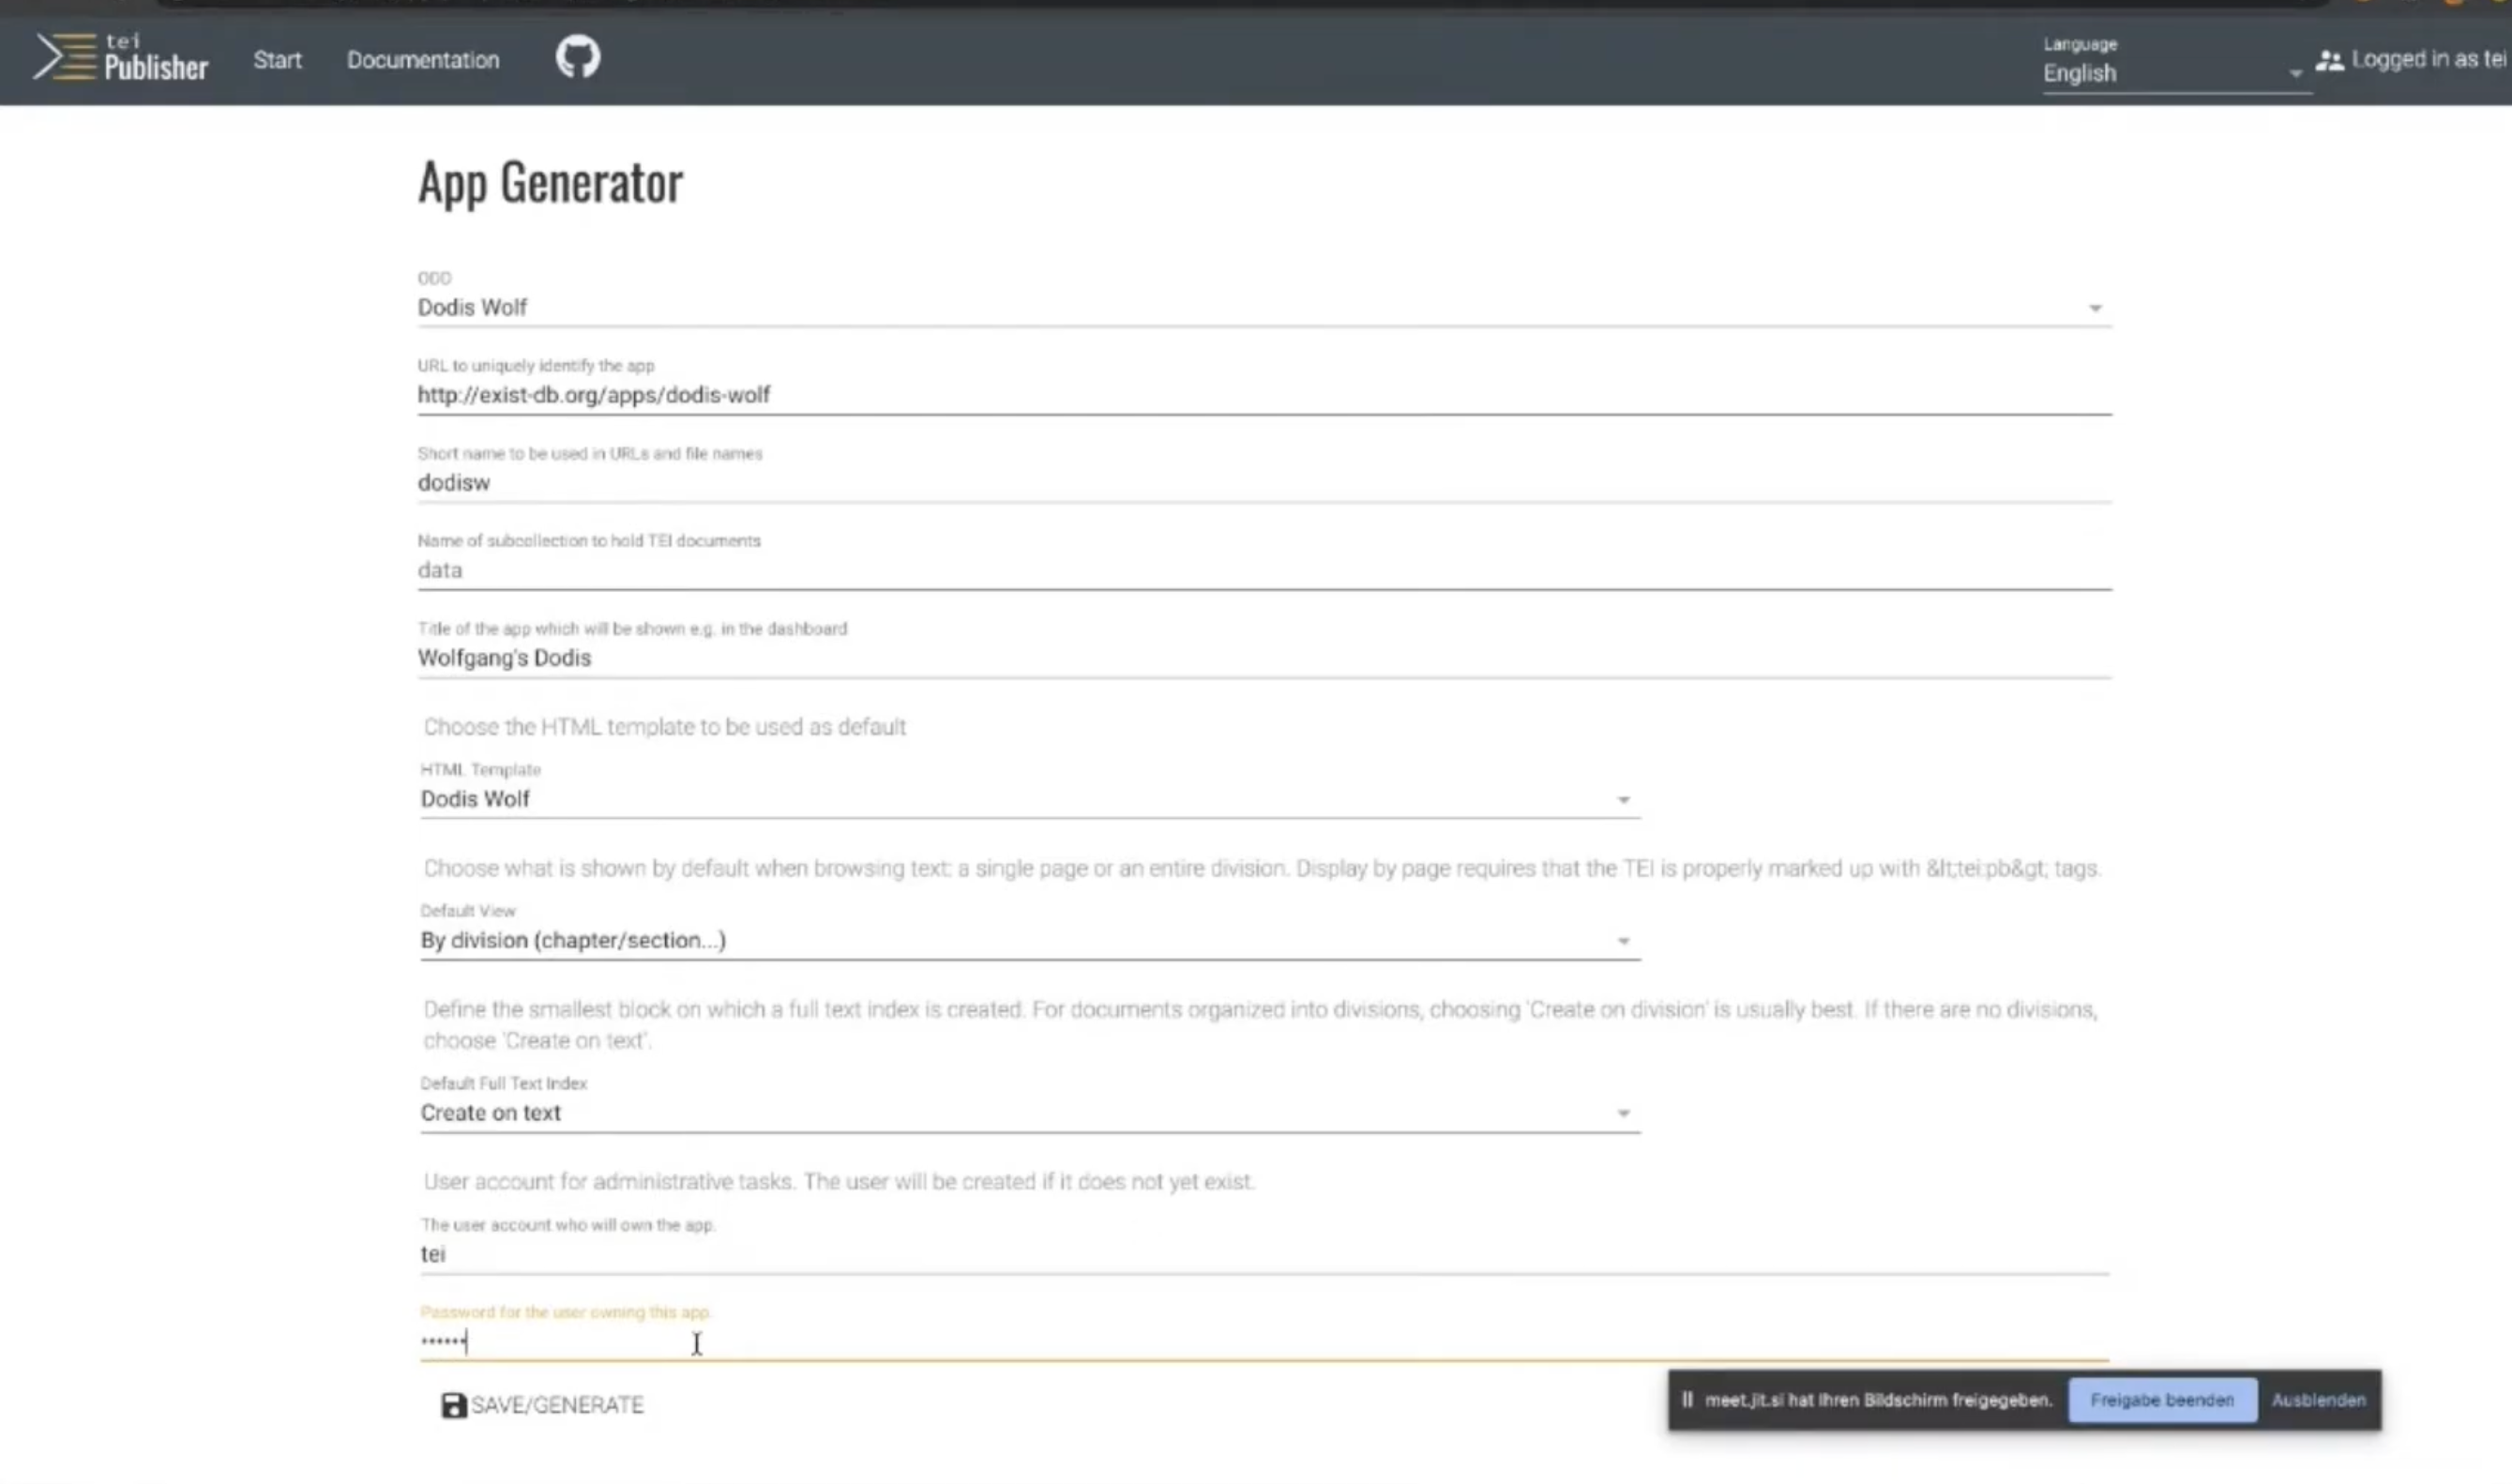 tei
Publisher
Start
Documentation
Language
English
Logged in as tei
App Generator
ODD
Dodis Wolf
URL to uniquely identify the app
http://exist-db.org/apps/dodis-wolf
Short name to be used in URLs and file names
dodisw
Name of subcollection to hold TEI documents
data
Title of the app which will be shown e.g. in the dashboard
Wolfgang's Dodis
Choose the HTML template to be used as default
HTML Template
Dodis Wolf
Choose what is shown by default when browsing text: a single page or an entire division. Display by page requires that the TEI is properly marked up with &lt;tei:pb&gt; tags.
Default View
By division (chapter/section...)
Define the smallest block on which a full text index is created. For documents organized into divisions, choosing 'Create on division' is usually best. If there are no divisions,
choose 'Create on text'.
Default Full Text Index
Create on text
User account for administrative tasks. The user will be created if it does not yet exist.
The user account who will own the app.
tei
Password for the user owning this app.
••••••
SAVE/GENERATE
meet.jit.si hat Ihren Bildschirm freigegeben.
Freigabe beenden
Ausblenden